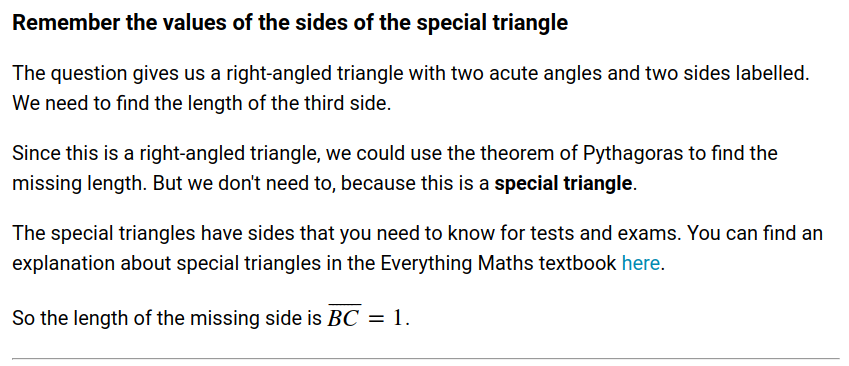 Remember the values of the sides of the special triangle
The question gives us a right-angled triangle with two acute angles and two sides labelled.
We need to find the length of the third side.
Since this is a right-angled triangle, we could use the theorem of Pythagoras to find the
missing length. But we don't need to, because this is a special triangle.
The special triangles have sides that you need to know for tests and exams. You can find an
explanation about special triangles in the Everything Maths textbook here.
So the length of the missing side is B̅C̅ = 1.